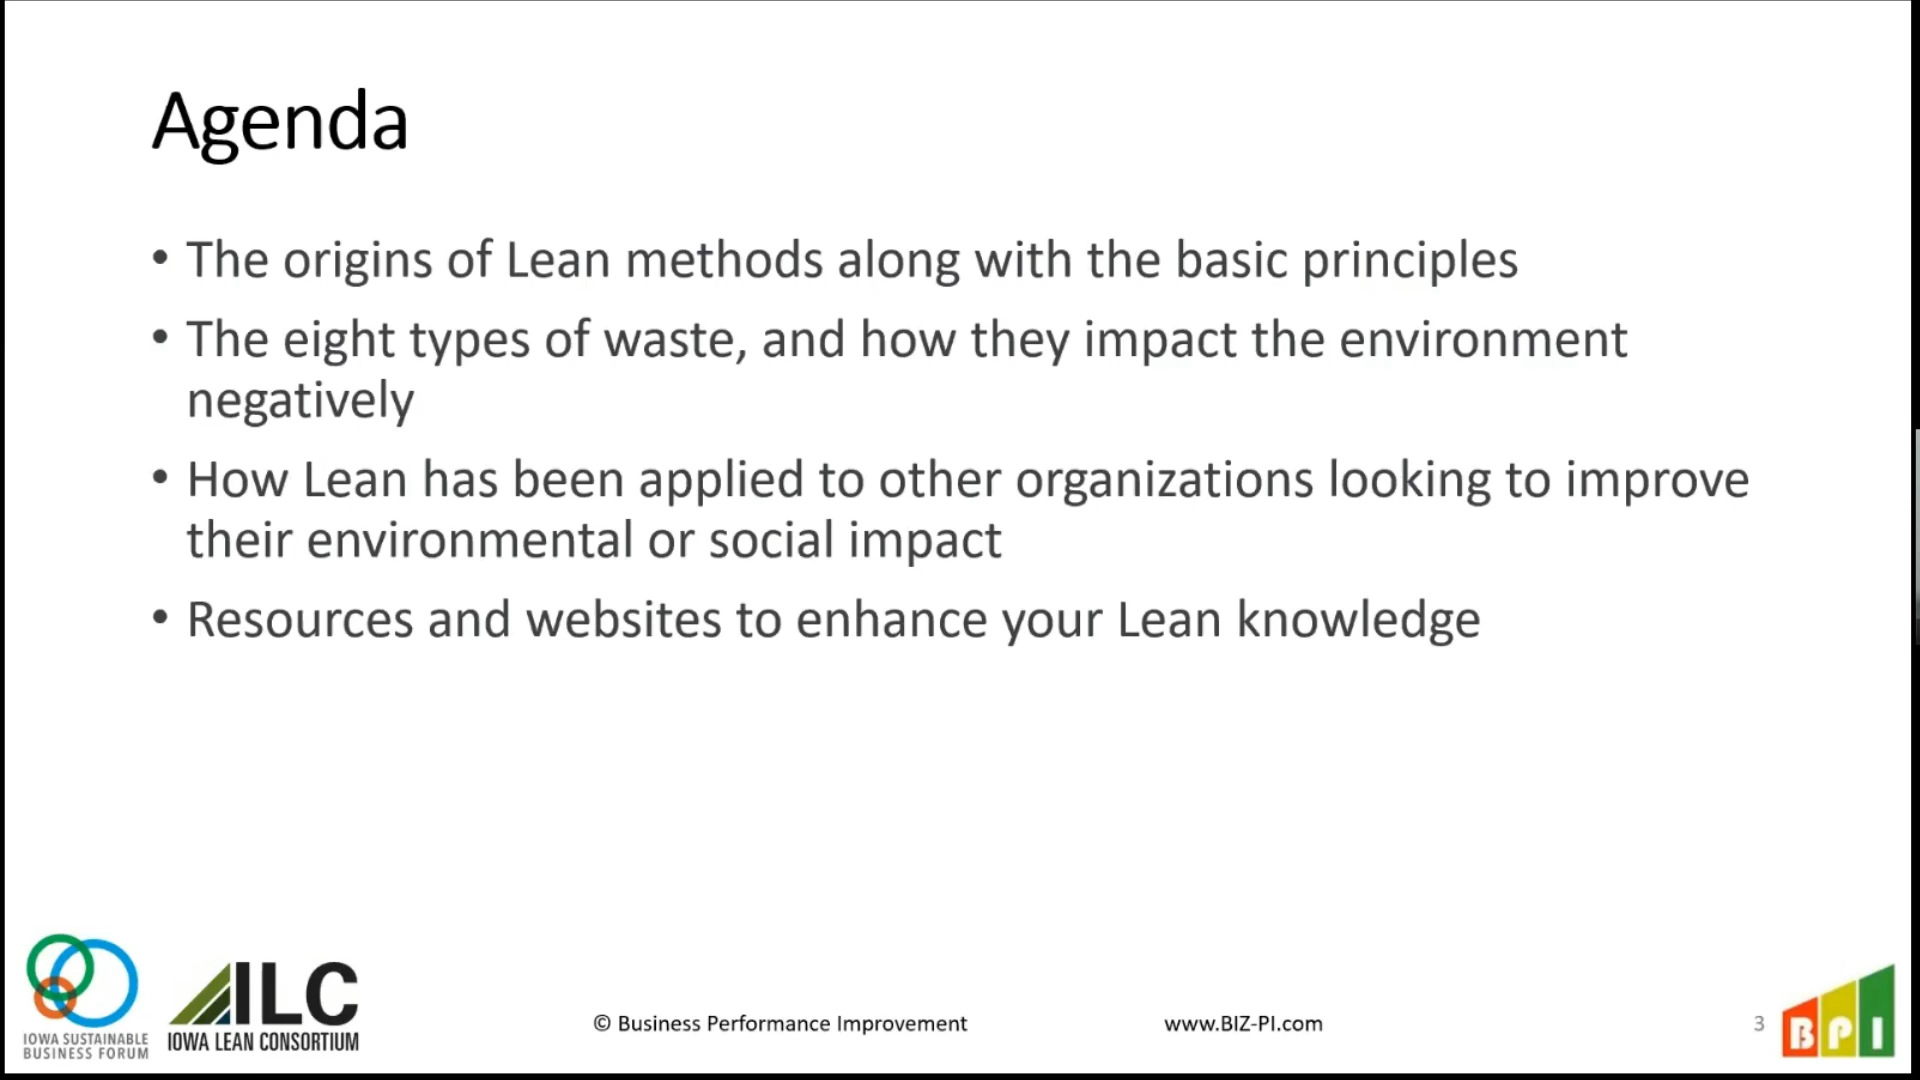 Agenda
• The origins of Lean methods along with the basic principles
• The eight types of waste, and how they impact the environment
negatively
• How Lean has been applied to other organizations looking to improve
their environmental or social impact
• Resources and websites to enhance your Lean knowledge
IOWA SUSTAINABLE
BUSINESS FORUM
ILC
IOWA LEAN CONSORTIUM
© Business Performance Improvement
www.BIZ-PI.com
3
BPI